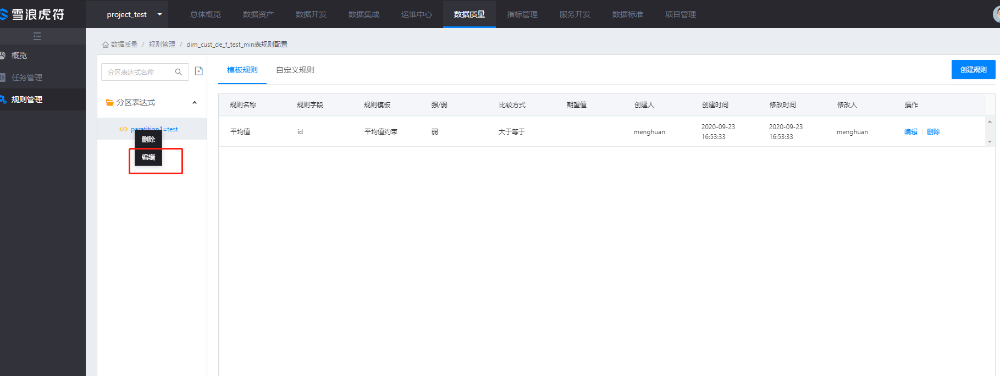 雪浪虎符
project_test
总体概览
数据资产
数据开发
数据集成
运维中心
数据质量
指标管理
服务开发
数据标准
项目管理
概览
任务管理
规则管理
数据质量 / 规则管理 / dim_cust_de_f_test_min表规则配置
分区表达式名称
分区表达式
partition1=test
删除
编辑
模板规则
自定义规则
创建规则
规则名称 规则字段 规则模板 强/弱 比较方式 期望值 创建人 创建时间 修改时间 修改人 操作
平均值 id 平均值约束 弱 大于等于 menghuan 2020-09-23 16:53:33 2020-09-23 16:53:33 menghuan 编辑 删除